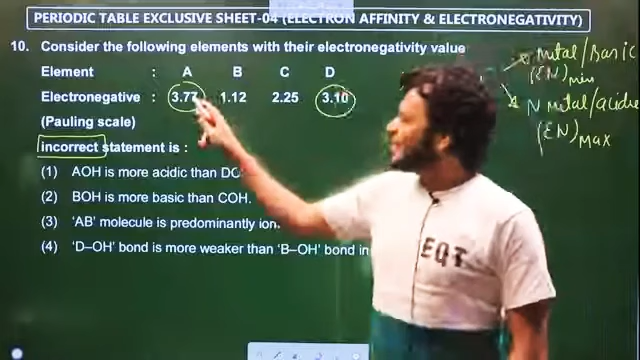 PERIODIC TABLE EXCLUSIVE SHEET-04 (ELECTRON AFFINITY & ELECTRONEGATIVITY)
10. Consider the following elements with their electronegativity value
Element : A B C D
Electronegative : 3.77 1.12 2.25 3.10
(Pauling scale)
incorrect statement is :
(1) AOH is more acidic than
(2) BOH is more basic than COH.
(3) 'AB' molecule is predominantly
(4) 'D–OH' bond is more weaker than 'B–OH' bond in
Metal/Basic
(EN)min
N Metal/acidic
(EN)Max
EQT